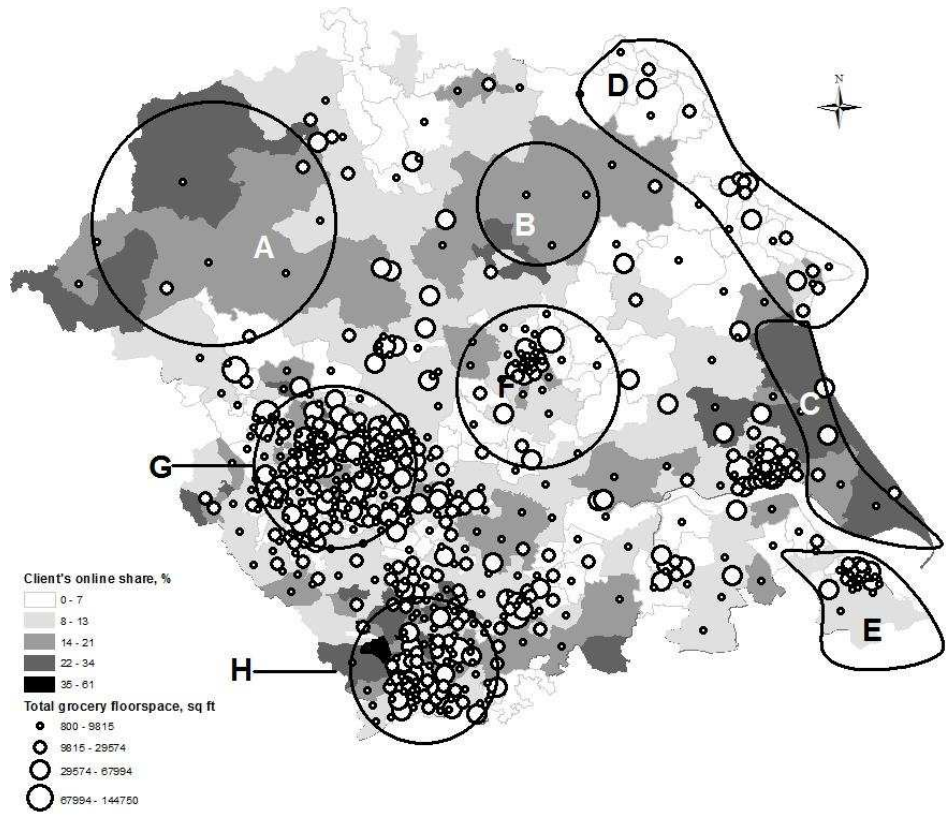 D
N
A
B
C
F
G
E
H
Client's online share, %
0 - 7
8 - 13
14 - 21
22 - 34
35 - 61
Total grocery floorspace, sq ft
800 - 9815
9815 - 29574
29574 - 67994
67994 - 144750